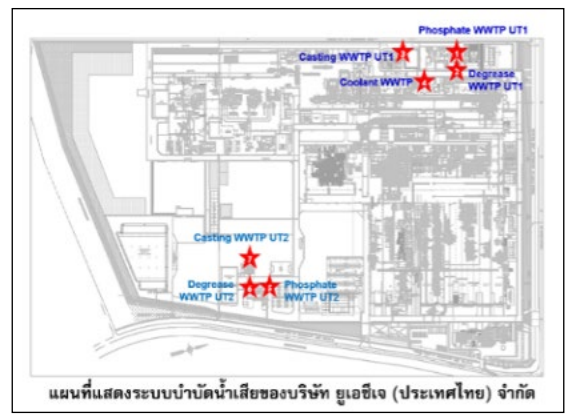 Phosphate WWTP UT1
Casting WWTP UT1
Coolant WWTP
Degrease
WWTP UT1
Casting WWTP UT2
Degrease
WWTP UT2
Phosphate
WWTP UT2
แผนที่แสดงระบบบำบัดน้ำเสียของบริษัท ยูเอซีเจ (ประเทศไทย) จำกัด